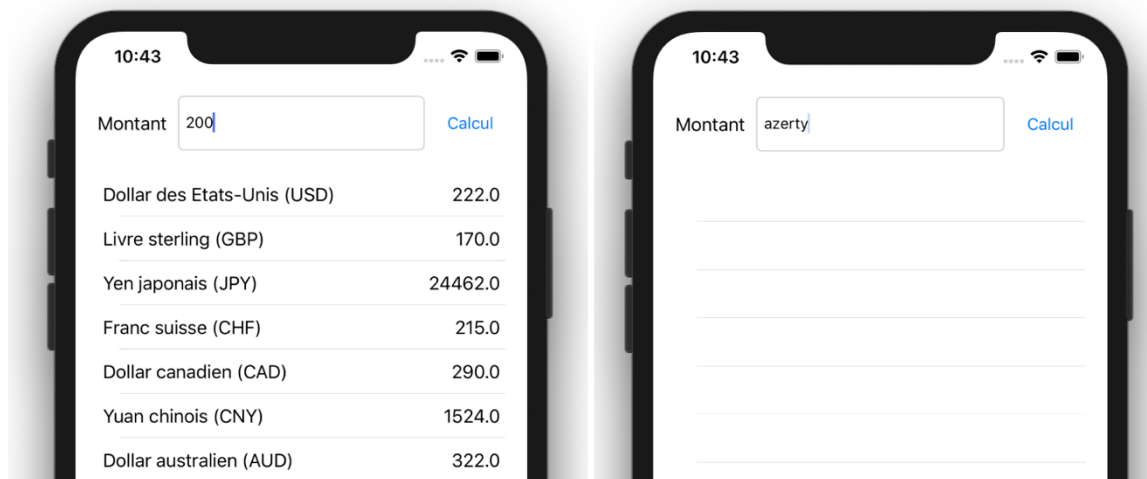 10:43
Montant 200 Calcul
Dollar des Etats-Unis (USD) 222.0
Livre sterling (GBP) 170.0
Yen japonais (JPY) 24462.0
Franc suisse (CHF) 215.0
Dollar canadien (CAD) 290.0
Yuan chinois (CNY) 1524.0
Dollar australien (AUD) 322.0
10:43
Montant azerty Calcul